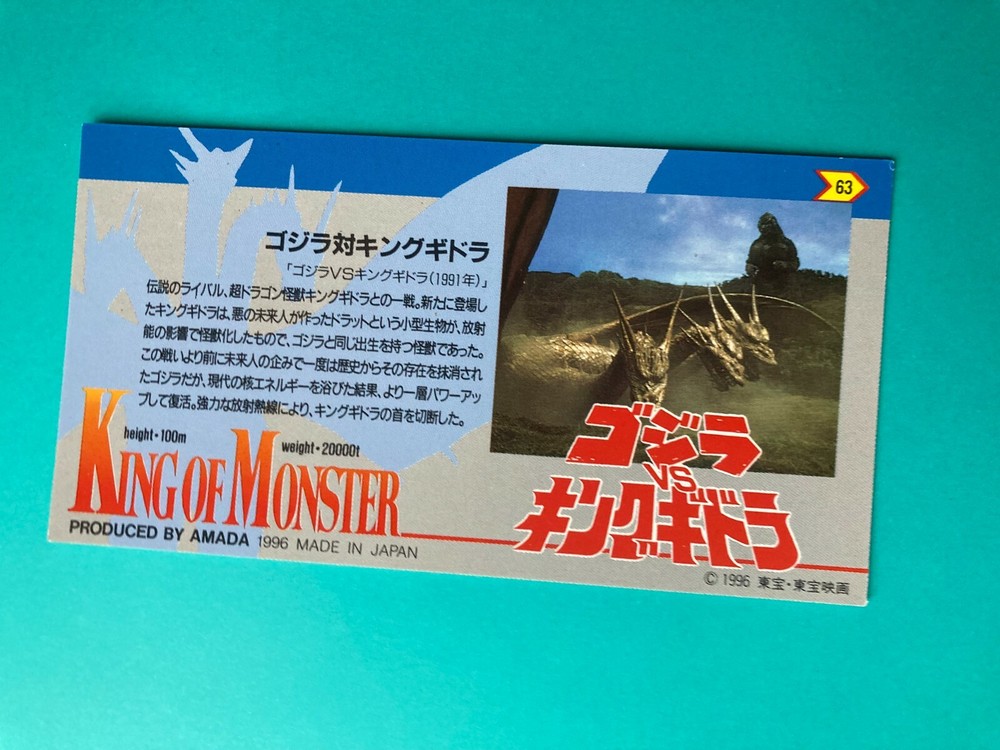 63
ゴジラ対キングギドラ
「ゴジラVSキングギドラ(1991年)」
伝説のライバル、超ドラゴン怪獣キングギドラとの一戦。新たに登場し
たキングギドラは、悪の未来人が作ったドラットという小型生物が、放射
能の影響で怪獣化したもので、ゴジラと同じ出生を持つ怪獣であった。
この戦いより前に未来人の企みで一度は歴史からその存在を抹消され
たゴジラだが、現代の核エネルギーを浴びた結果、より一層パワーアッ
プして復活。強力な放射熱線により、キングギドラの首を切断した。
height・100m
weight・20000t
KING OF MONSTER
PRODUCED BY AMADA 1996 MADE IN JAPAN
ゴジラ
VS
キングギドラ
© 1996 東宝・東宝映画